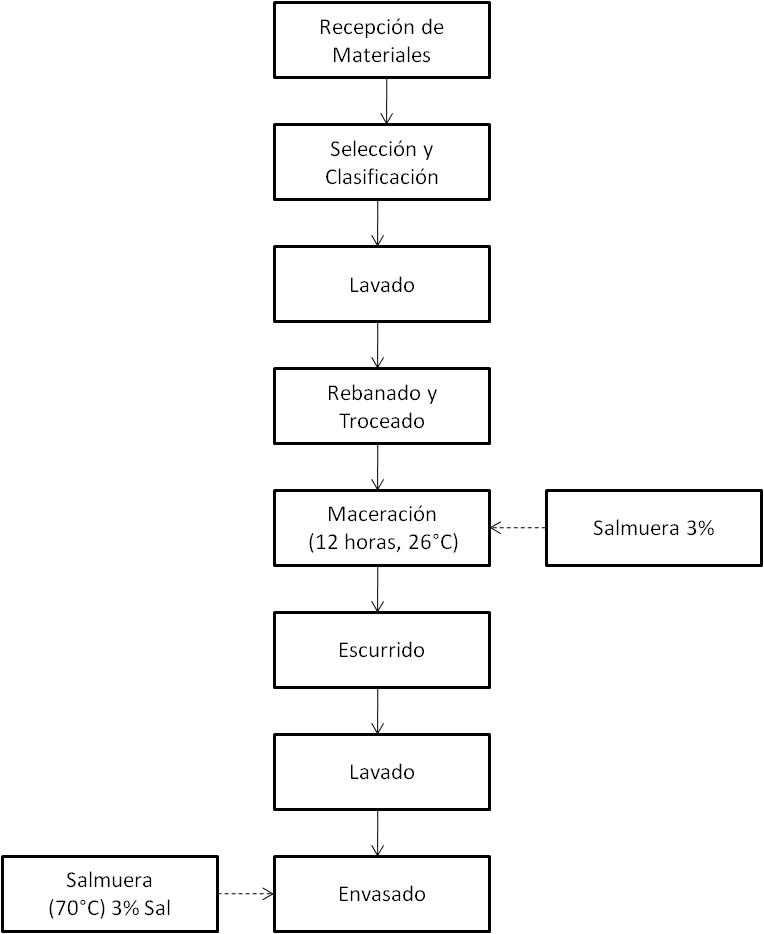 Recepción de
Materiales
Selección y
Clasificación
Lavado
Rebanado y
Troceado
Maceración
(12 horas, 26°C)
Salmuera 3%
Escurrido
Lavado
Salmuera
(70°C) 3% Sal
Envasado